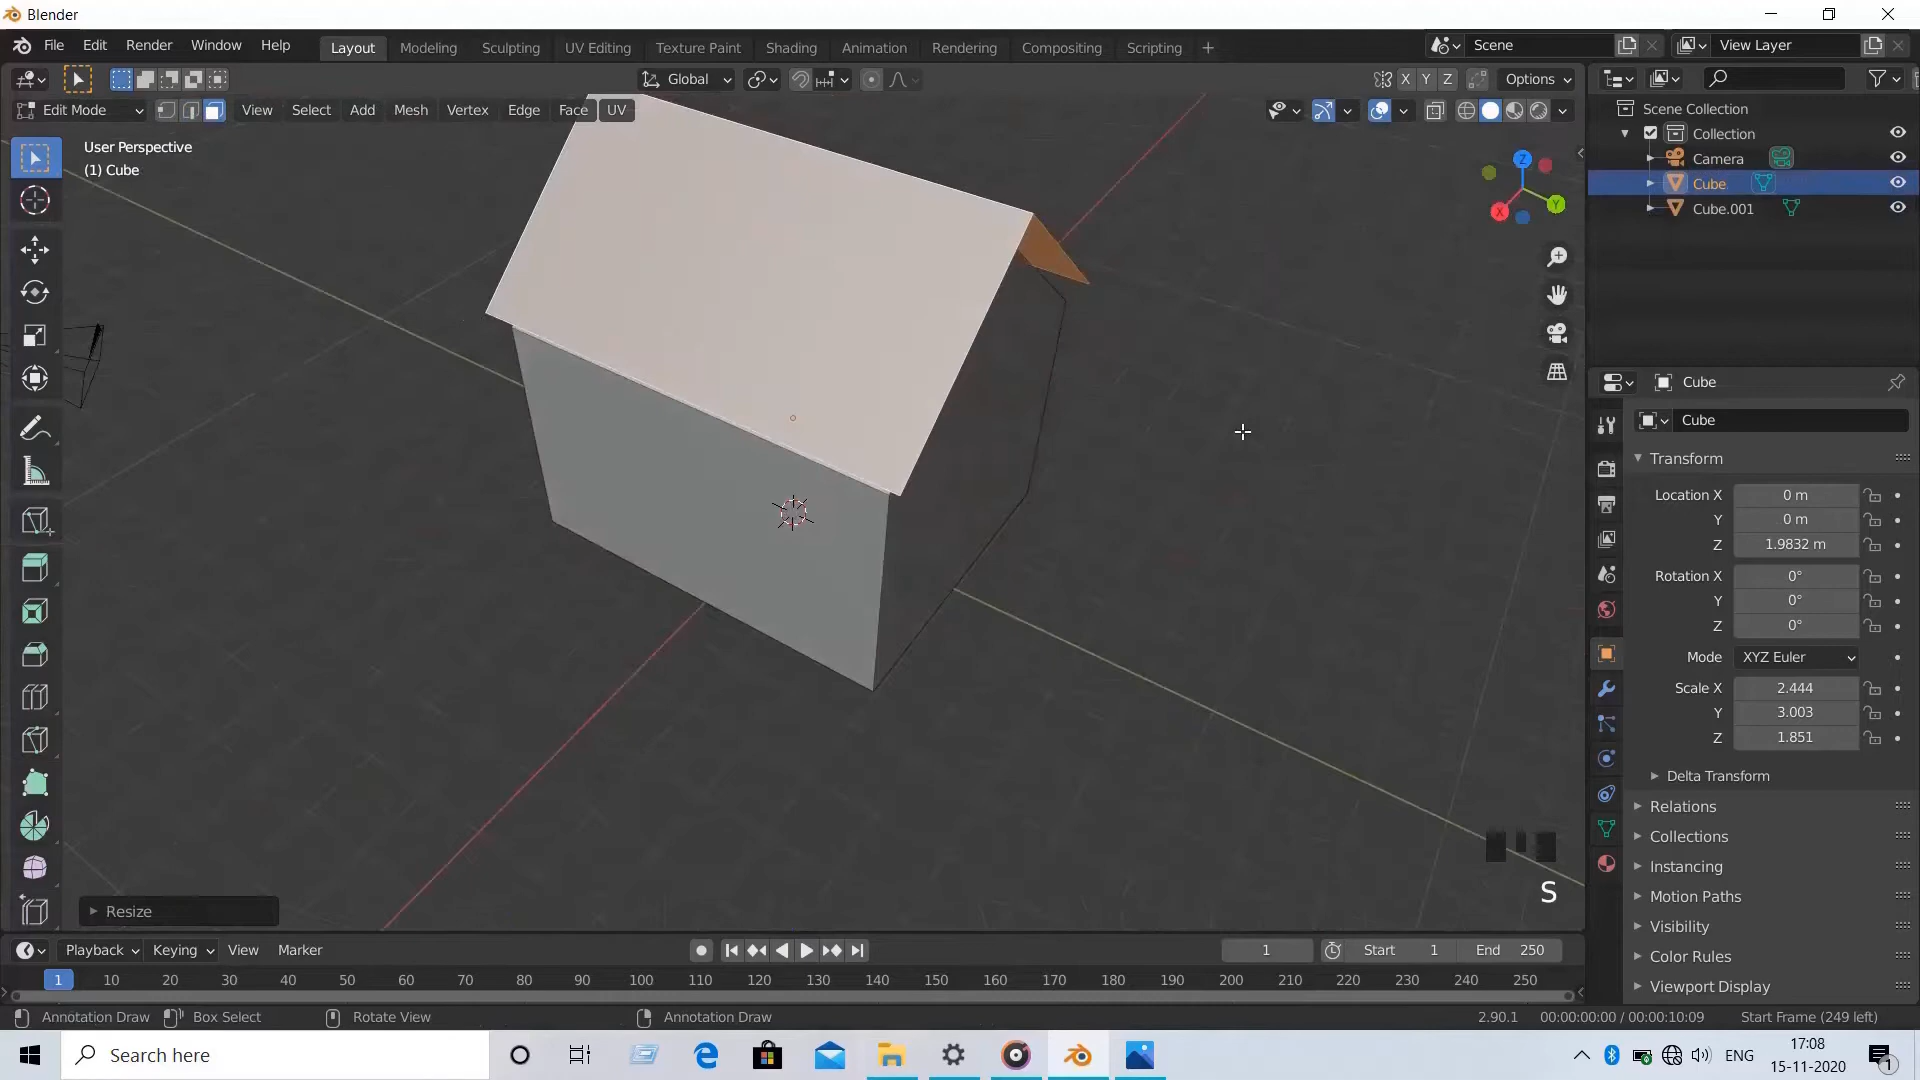 Blender
File Edit Render Window Help
Layout Modeling Sculpting UV Editing Texture Paint Shading Animation Rendering Compositing Scripting +
Scene
View Layer
Global
X Y Z
Options
Edit Mode
View Select Add Mesh Vertex Edge Face UV
User Perspective
(1) Cube
Z
Y
X
Scene Collection
Collection
Camera
Cube
Cube.001
Cube
Cube
Transform
Location X 0 m
Y 0 m
Z 1.9832 m
Rotation X 0°
Y 0°
Z 0°
Mode XYZ Euler
Scale X 2.444
Y 3.003
Z 1.851
Delta Transform
Relations
Collections
Instancing
Motion Paths
Visibility
Color Rules
Viewport Display
S
Resize
Playback Keying View Marker
1
Start 1
End 250
1 10 20 30 40 50 60 70 80 90 100 110 120 130 140 150 160 170 180 190 200 210 220 230 240 250
Annotation Draw Box Select Rotate View Annotation Draw
2.90.1 00:00:00:00 / 00:00:10:09 Start Frame (249 left)
Search here
ENG
17:08
15-11-2020
1